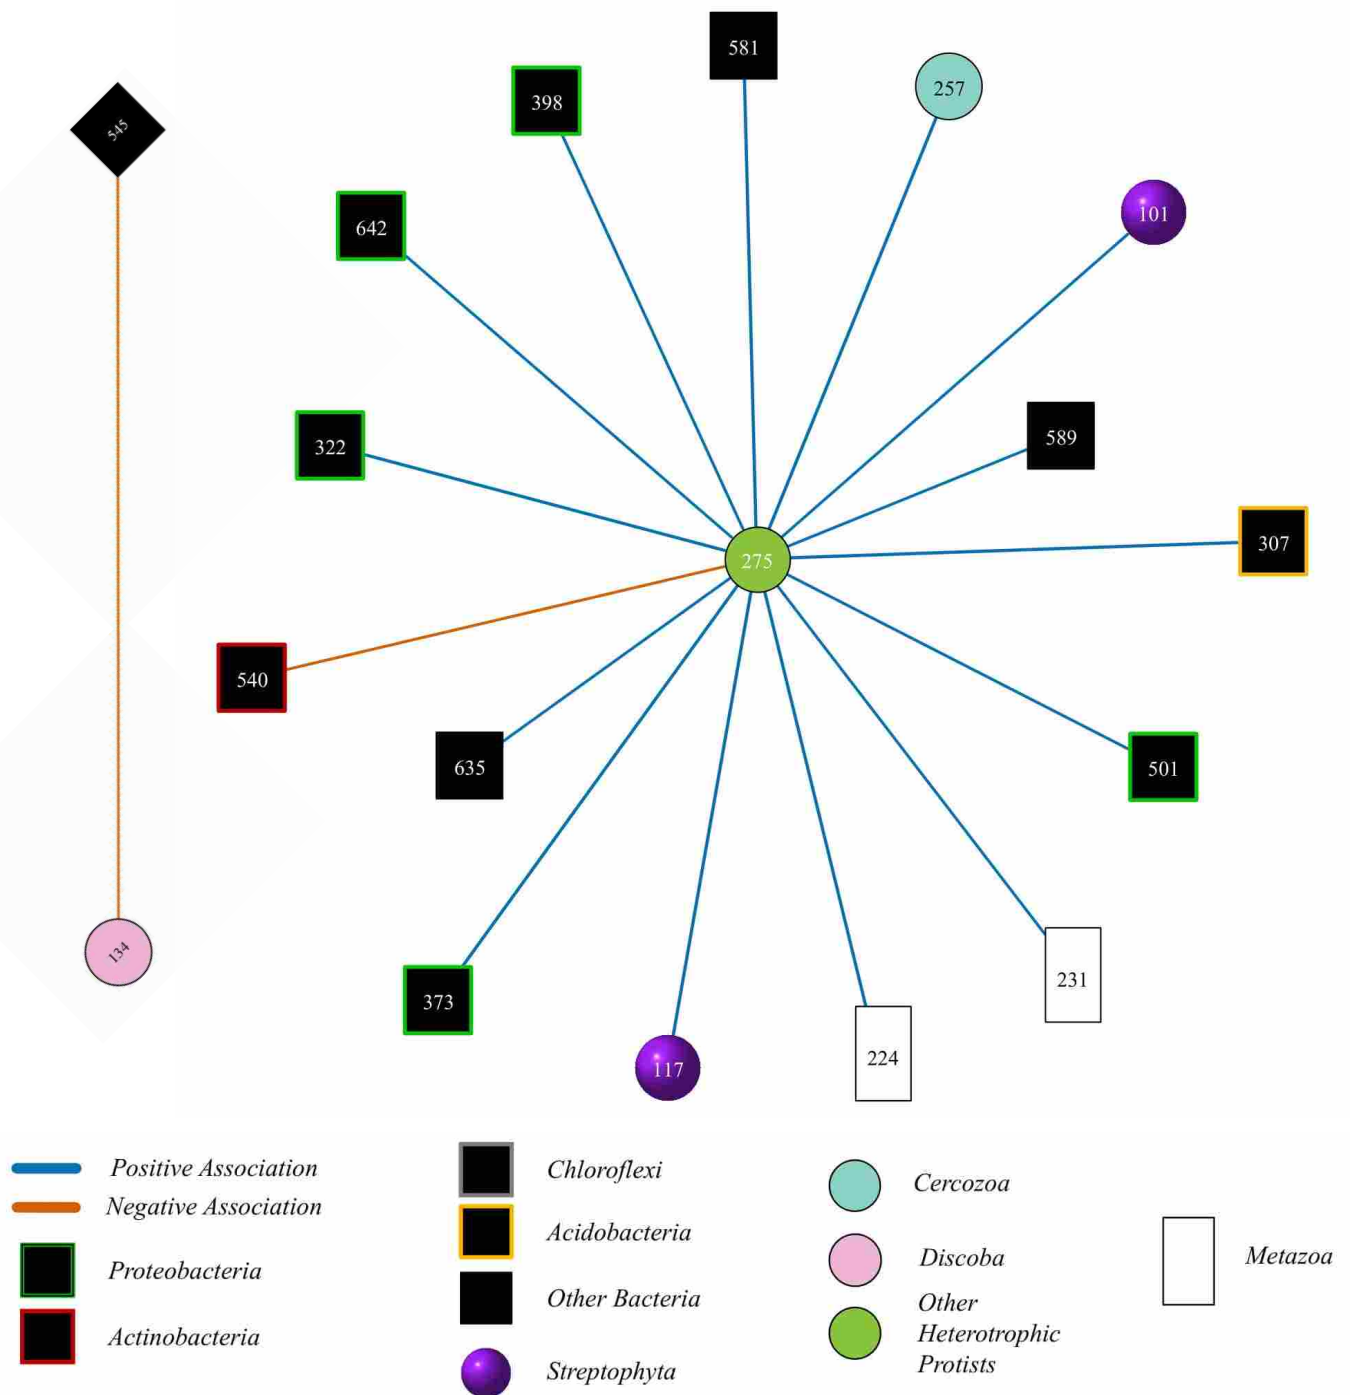 581
257
398
545
101
642
589
322
307
275
540
501
635
231
134
373
224
117
Positive Association
Negative Association
Proteobacteria
Actinobacteria
Chloroflexi
Acidobacteria
Other Bacteria
Streptophyta
Cercozoa
Discoba
Other
Heterotrophic
Protists
Metazoa